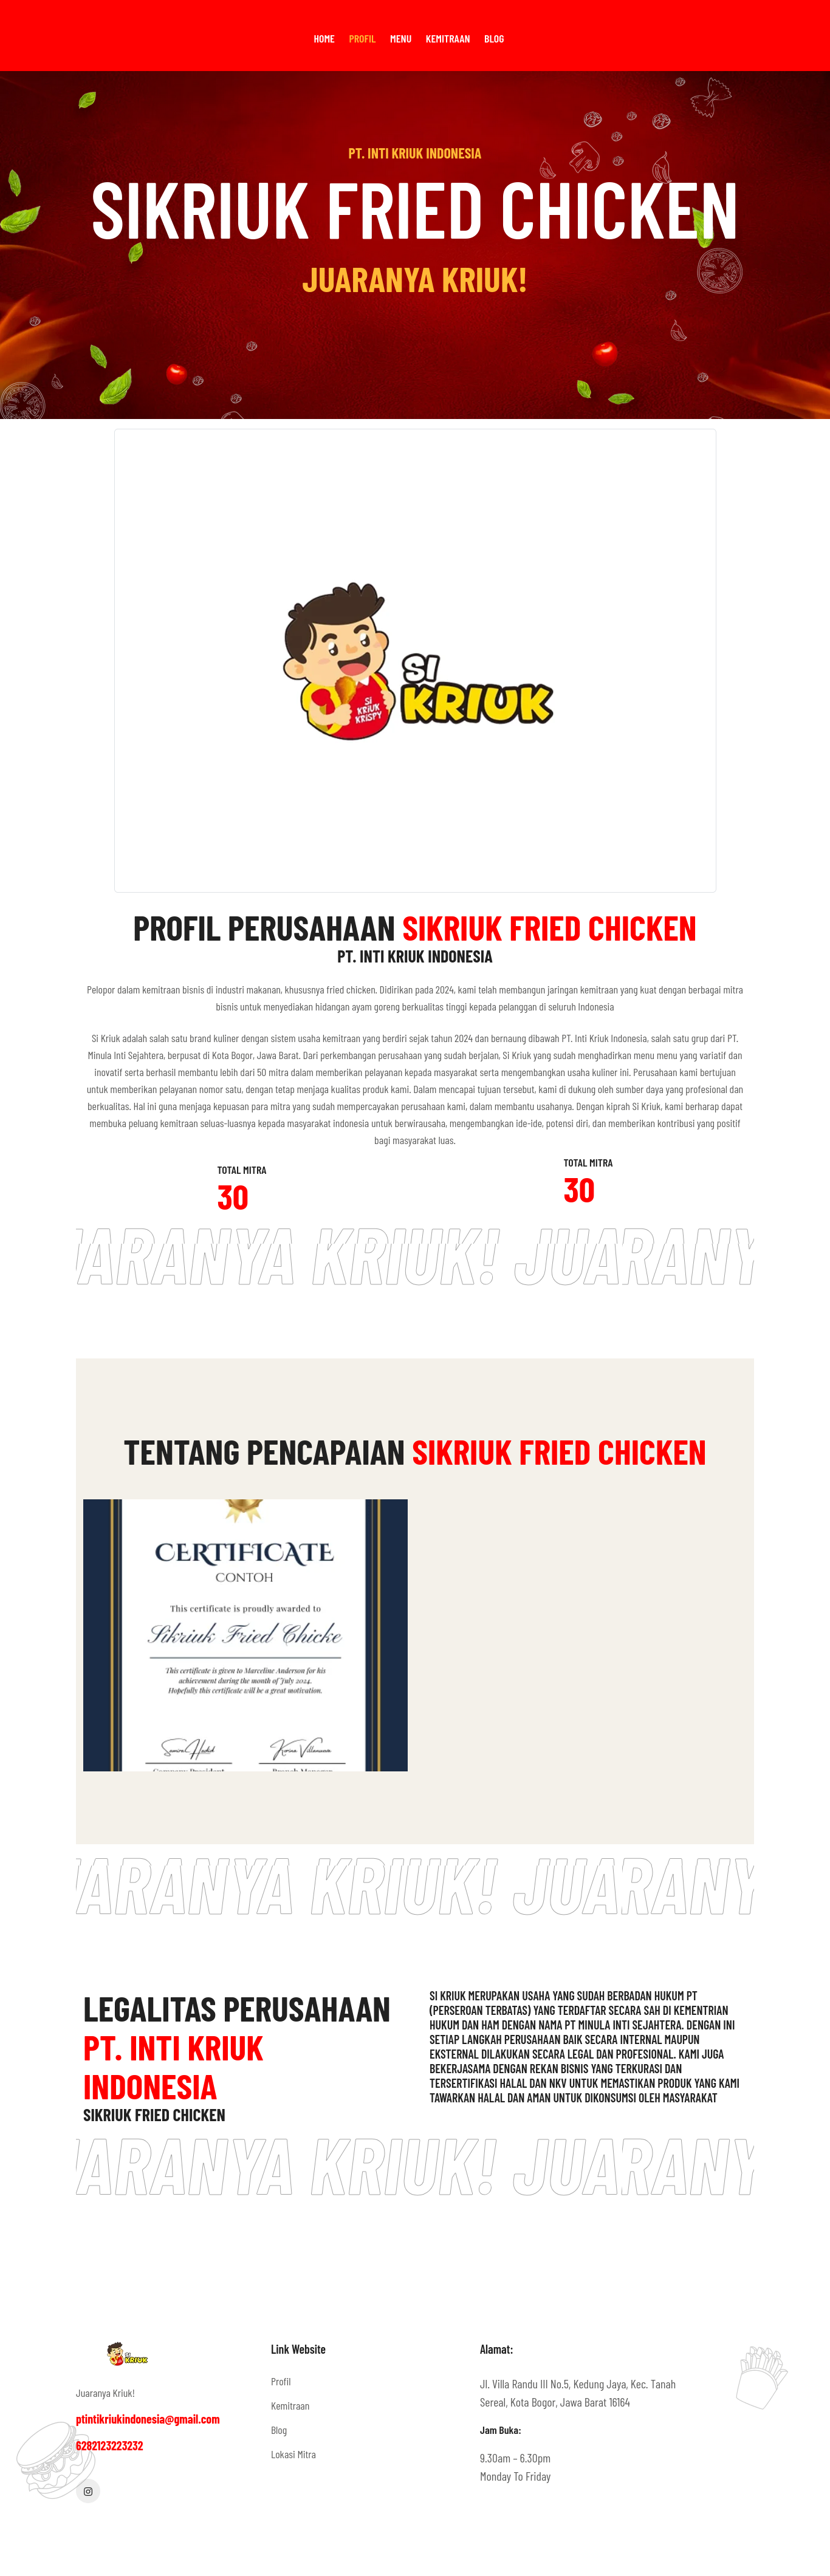 HOME PROFIL MENU KEMITRAAN BLOG
PT. INTI KRIUK INDONESIA
SIKRIUK FRIED CHICKEN
JUARANYA KRIUK!
SI
KRIUK
SI
KRIUK
KRISPY
PROFIL PERUSAHAAN SIKRIUK FRIED CHICKEN
PT. INTI KRIUK INDONESIA
Pelopor dalam kemitraan bisnis di industri makanan, khususnya fried chicken. Didirikan pada 2024, kami telah membangun jaringan kemitraan yang kuat dengan berbagai mitra
bisnis untuk menyediakan hidangan ayam goreng berkualitas tinggi kepada pelanggan di seluruh Indonesia
Si Kriuk adalah salah satu brand kuliner dengan sistem usaha kemitraan yang berdiri sejak tahun 2024 dan bernaung dibawah PT. Inti Kriuk Indonesia, salah satu grup dari PT.
Minula Inti Sejahtera, berpusat di Kota Bogor, Jawa Barat. Dari perkembangan perusahaan yang sudah berjalan, Si Kriuk yang sudah menghadirkan menu menu yang variatif dan
inovatif serta berhasil membantu lebih dari 50 mitra dalam memberikan pelayanan kepada masyarakat serta mengembangkan usaha kuliner ini. Perusahaan kami bertujuan
untuk memberikan pelayanan nomor satu, dengan tetap menjaga kualitas produk kami. Dalam mencapai tujuan tersebut, kami di dukung oleh sumber daya yang profesional dan
berkualitas. Hal ini guna menjaga kepuasan para mitra yang sudah mempercayakan perusahaan kami, dalam membantu usahanya. Dengan kiprah Si Kriuk, kami berharap dapat
membuka peluang kemitraan seluas-luasnya kepada masyarakat indonesia untuk berwirausaha, mengembangkan ide-ide, potensi diri, dan memberikan kontribusi yang positif
bagi masyarakat luas.
TOTAL MITRA
30
TOTAL MITRA
30
UARANYA KRIUK! JUARANY
TENTANG PENCAPAIAN SIKRIUK FRIED CHICKEN
CERTIFICATE
CONTOH
This certificate is proudly awarded to
Sikriuk Fried Chicke
This certificate is given to Marceline Anderson for his
achievement during the month of July 2024.
Hopefully this certificate will be a great motivation.
Company President Branch Manager
UARANYA KRIUK! JUARANY
LEGALITAS PERUSAHAAN
PT. INTI KRIUK
INDONESIA
SIKRIUK FRIED CHICKEN
SI KRIUK MERUPAKAN USAHA YANG SUDAH BERBADAN HUKUM PT
(PERSEROAN TERBATAS) YANG TERDAFTAR SECARA SAH DI KEMENTRIAN
HUKUM DAN HAM DENGAN NAMA PT MINULA INTI SEJAHTERA. DENGAN INI
SETIAP LANGKAH PERUSAHAAN BAIK SECARA INTERNAL MAUPUN
EKSTERNAL DILAKUKAN SECARA LEGAL DAN PROFESIONAL. KAMI JUGA
BEKERJASAMA DENGAN REKAN BISNIS YANG TERKURASI DAN
TERSERTIFIKASI HALAL DAN NKV UNTUK MEMASTIKAN PRODUK YANG KAMI
TAWARKAN HALAL DAN AMAN UNTUK DIKONSUMSI OLEH MASYARAKAT
UARANYA KRIUK! JUARANY
SI
KRIUK
Juaranya Kriuk!
ptintikriukindonesia@gmail.com
6282123223232
Link Website
Profil
Kemitraan
Blog
Lokasi Mitra
Alamat:
Jl. Villa Randu III No.5, Kedung Jaya, Kec. Tanah
Sereal, Kota Bogor, Jawa Barat 16164
Jam Buka:
9.30am – 6.30pm
Monday To Friday